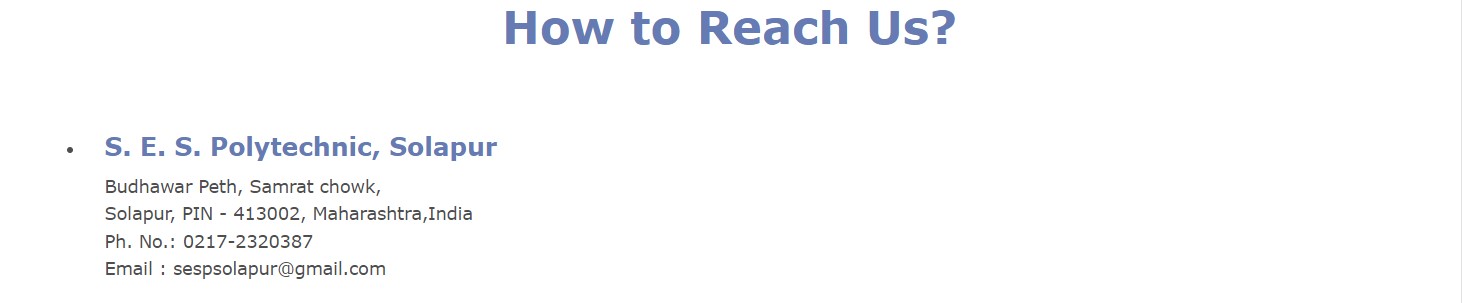 How to Reach Us?
S. E. S. Polytechnic, Solapur
Budhawar Peth, Samrat chowk,
Solapur, PIN - 413002, Maharashtra,India
Ph. No.: 0217-2320387
Email : sespsolapur@gmail.com